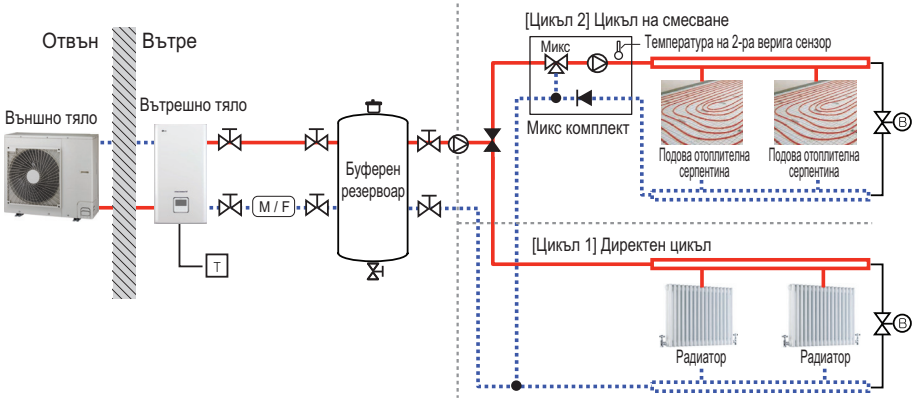 Отвън
Вътре
Външно тяло
Вътрешно тяло
M / F
T
Буферен
резервоар
[Цикъл 2] Цикъл на смесване
Микс
Температура на 2-ра верига сензор
Микс комплект
Подова отоплителна
серпентина
Подова отоплителна
серпентина
B
[Цикъл 1] Директен цикъл
Радиатор
Радиатор
B